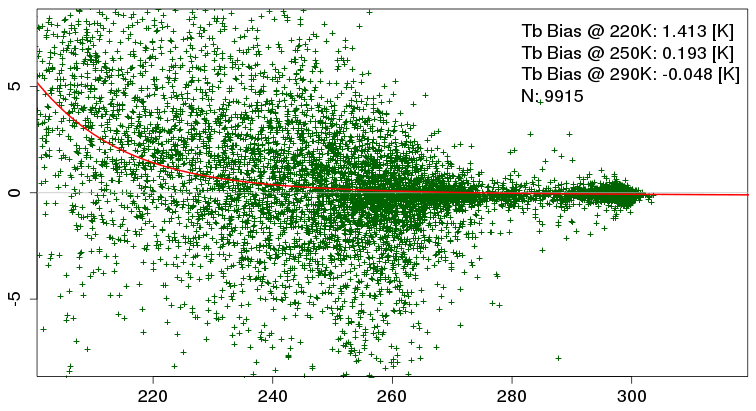 Tb Bias @ 220K: 1.413 [K]
Tb Bias @ 250K: 0.193 [K]
Tb Bias @ 290K: -0.048 [K]
N: 9915
5
0
-5
220 240 260 280 300